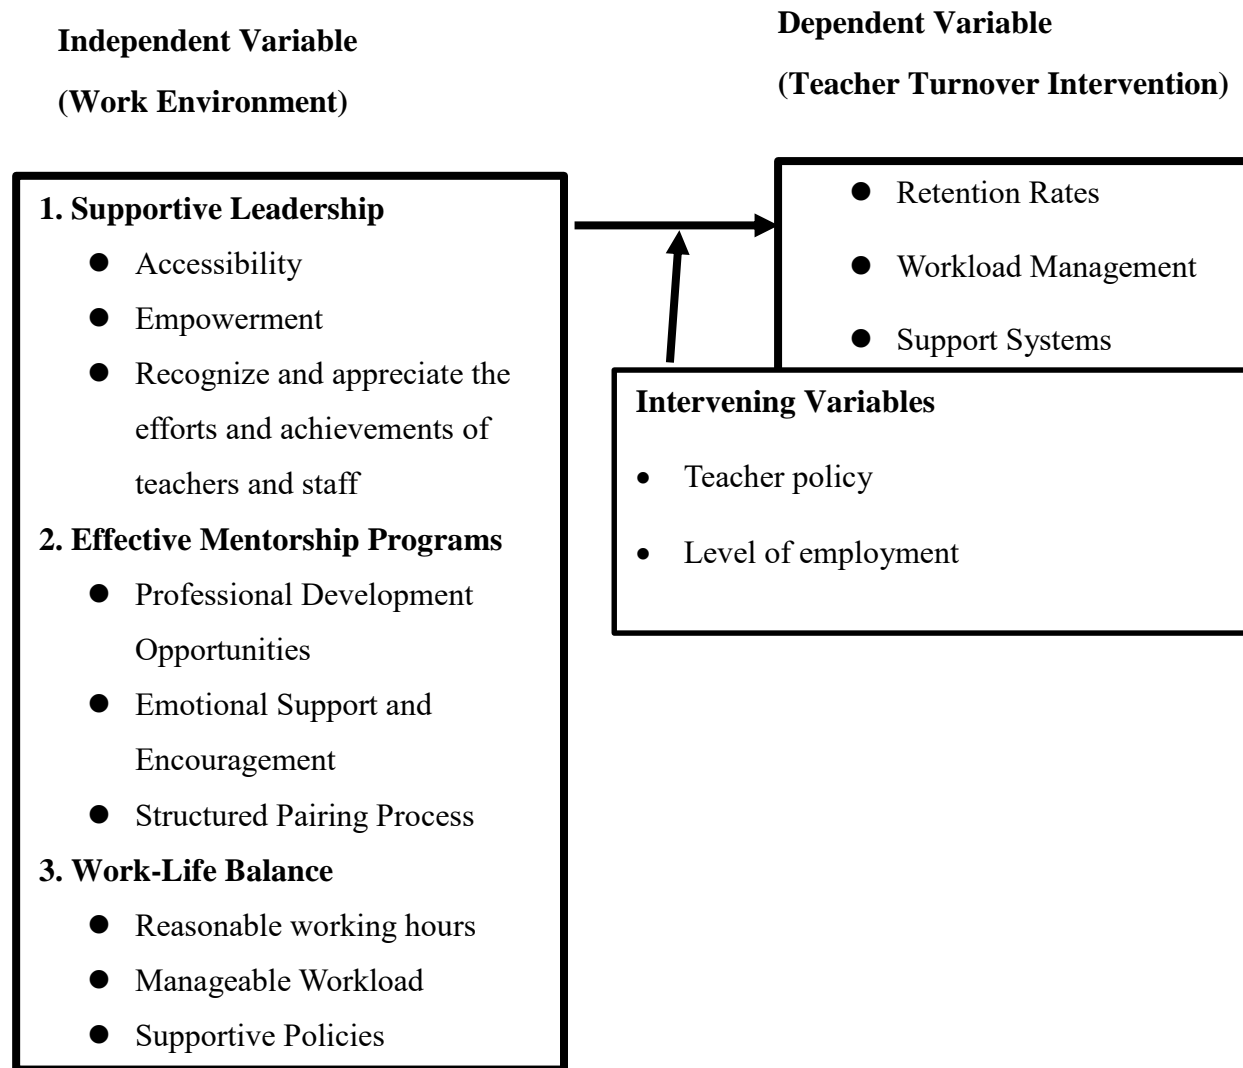 Independent Variable
(Work Environment)
Dependent Variable
(Teacher Turnover Intervention)
1. Supportive Leadership
● Accessibility
● Empowerment
● Recognize and appreciate the
efforts and achievements of
teachers and staff
2. Effective Mentorship Programs
● Professional Development
Opportunities
● Emotional Support and
Encouragement
● Structured Pairing Process
3. Work-Life Balance
● Reasonable working hours
● Manageable Workload
● Supportive Policies
● Retention Rates
● Workload Management
● Support Systems
Intervening Variables
• Teacher policy
• Level of employment